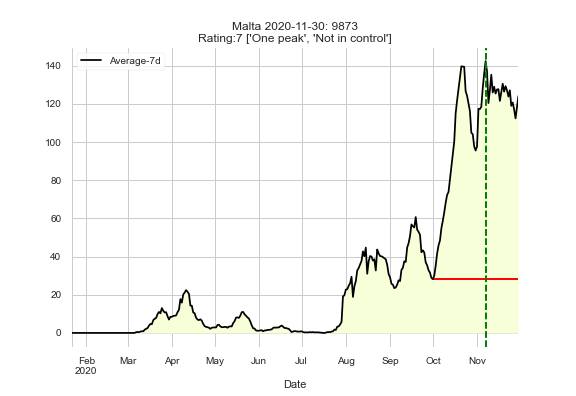 Malta 2020-11-30: 9873
Rating:7 ['One peak', 'Not in control']
Average-7d
140
120
100
80
60
40
20
0
Feb Mar Apr May Jun Jul Aug Sep Oct Nov
2020
Date